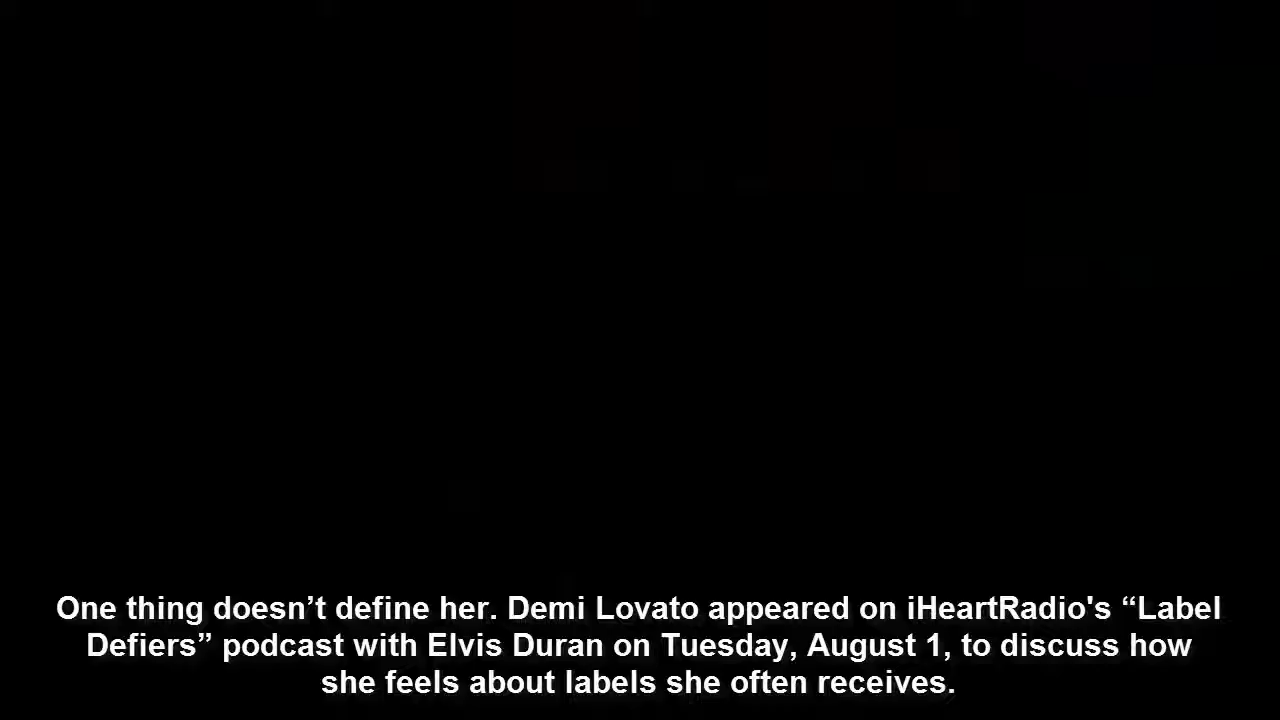 One thing doesn’t define her. Demi Lovato appeared on iHeartRadio's “Label
Defiers” podcast with Elvis Duran on Tuesday, August 1, to discuss how
she feels about labels she often receives.